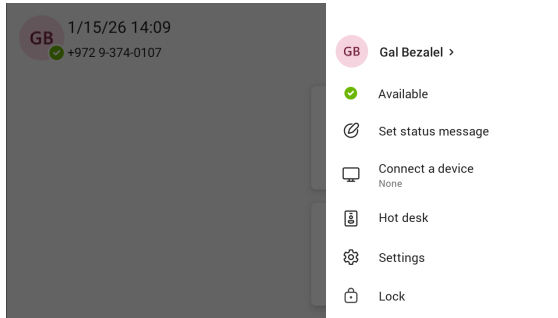 GB
1/15/26 14:09
+972 9-374-0107
GB
Gal Bezalel
Available
Set status message
Connect a device
None
Hot desk
Settings
Lock